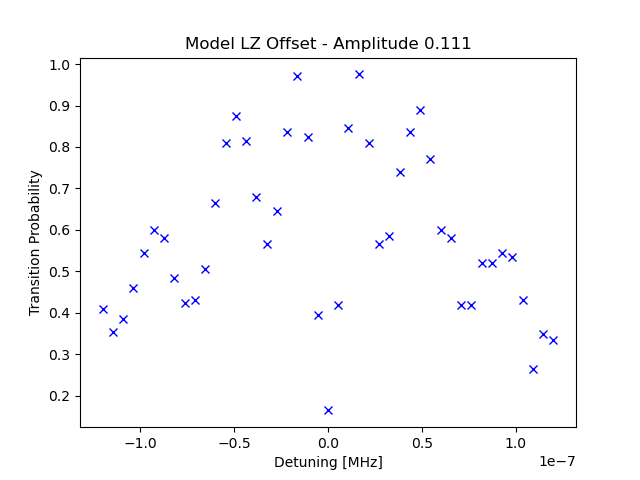 Model LZ Offset - Amplitude 0.111
Transition Probability
1.0
0.9
0.8
0.7
0.6
0.5
0.4
0.3
0.2
−1.0 −0.5 0.0 0.5 1.0
1e−7
Detuning [MHz]